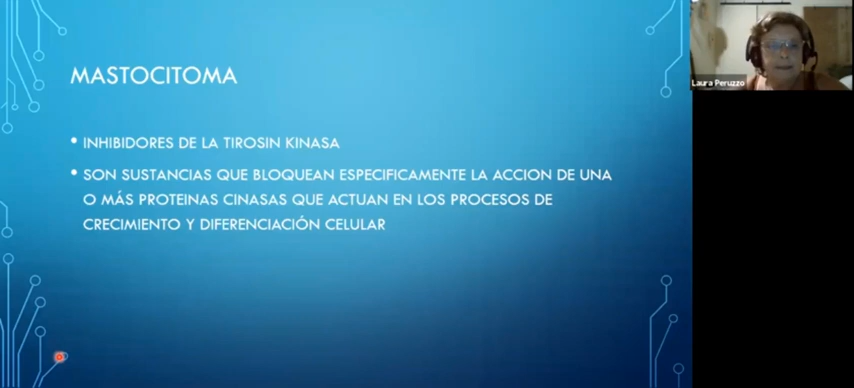 MASTOCITOMA
• INHIBIDORES DE LA TIROSIN KINASA
• SON SUSTANCIAS QUE BLOQUEAN ESPECIFICAMENTE LA ACCION DE UNA
O MÁS PROTEINAS CINASAS QUE ACTUAN EN LOS PROCESOS DE
CRECIMIENTO Y DIFERENCIACIÓN CELULAR
Laura Peruzzo